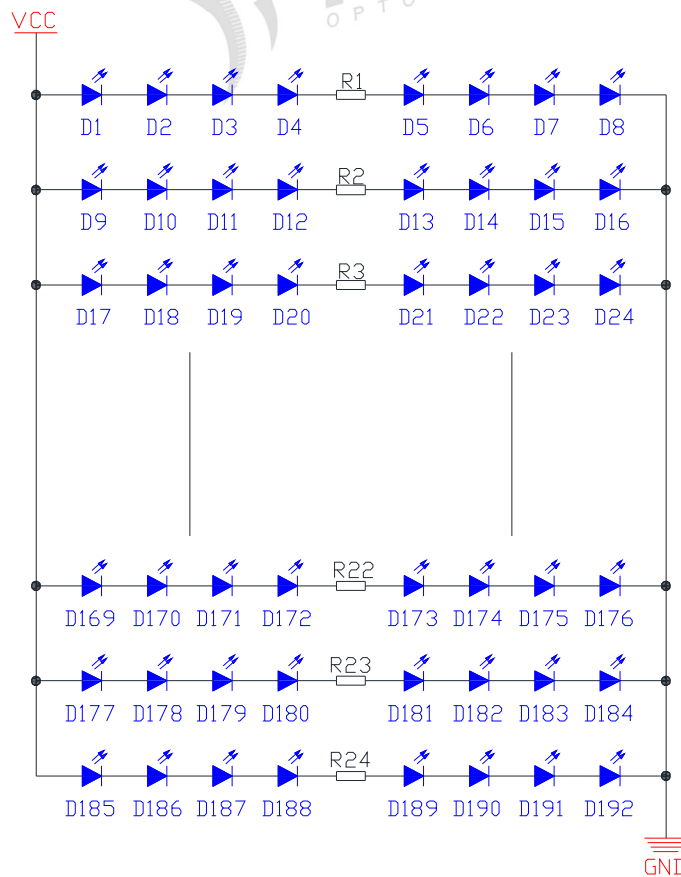 OPTO
VCC
R1
D1 D2 D3 D4 D5 D6 D7 D8
R2
D9 D10 D11 D12 D13 D14 D15 D16
R3
D17 D18 D19 D20 D21 D22 D23 D24
R22
D169 D170 D171 D172 D173 D174 D175 D176
R23
D177 D178 D179 D180 D181 D182 D183 D184
R24
D185 D186 D187 D188 D189 D190 D191 D192